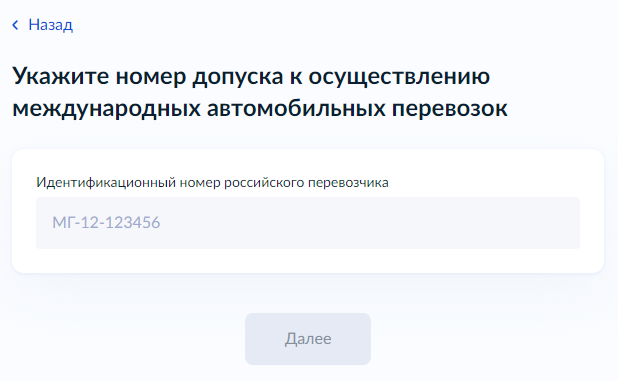 Назад
Укажите номер допуска к осуществлению
международных автомобильных перевозок
Идентификационный номер российского перевозчика
МГ-12-123456
Далее